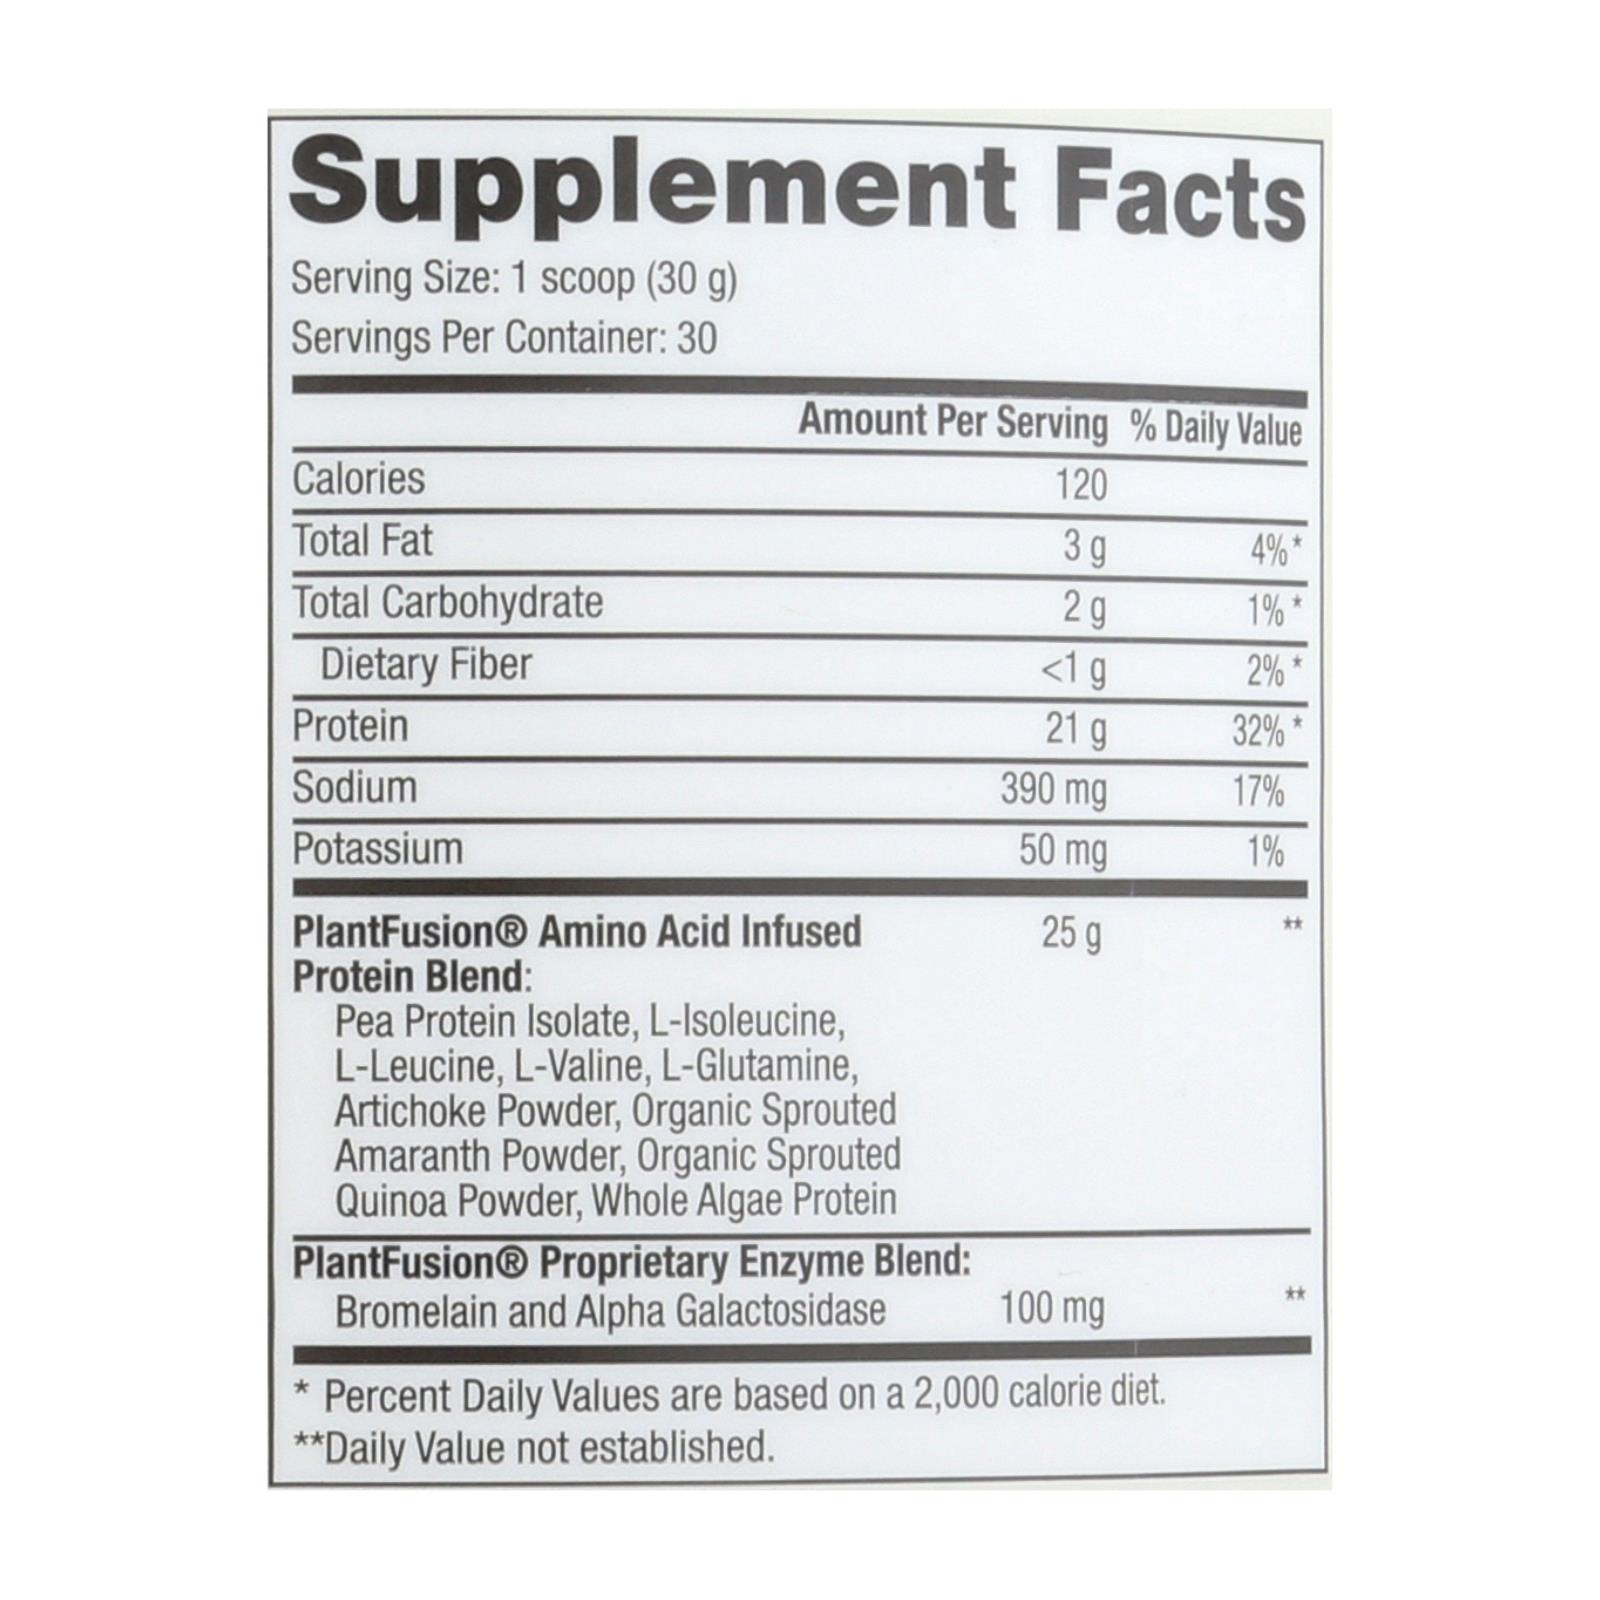 Supplement Facts
Serving Size: 1 scoop (30 g)
Servings Per Container: 30
Amount Per Serving % Daily Value
Calories 120
Total Fat 3 g 4%*
Total Carbohydrate 2 g 1% *
Dietary Fiber <1 g 2% *
Protein 21 g 32% *
Sodium 390 mg 17%
Potassium 50 mg 1%
PlantFusion® Amino Acid Infused 25 g **
Protein Blend:
Pea Protein Isolate, L-Isoleucine,
L-Leucine, L-Valine, L-Glutamine,
Artichoke Powder, Organic Sprouted
Amaranth Powder, Organic Sprouted
Quinoa Powder, Whole Algae Protein
PlantFusion® Proprietary Enzyme Blend:
Bromelain and Alpha Galactosidase 100 mg **
* Percent Daily Values are based on a 2,000 calorie diet.
**Daily Value not established.